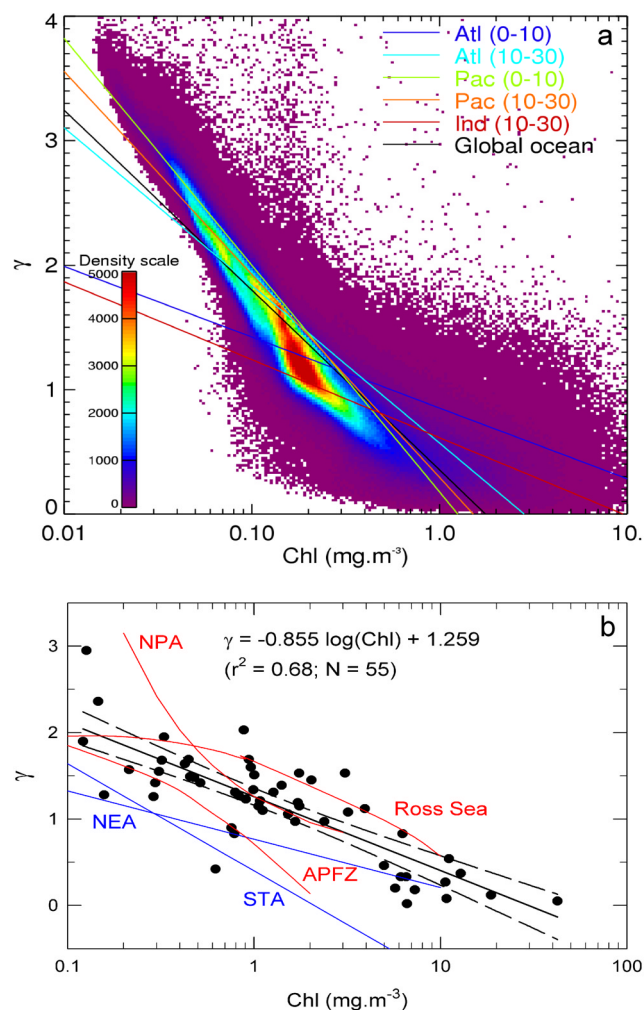 a
Atl (0-10)
Atl (10-30)
Pac (0-10)
Pac (10-30)
Ind (10-30)
Global ocean
4
3
2
1
0
γ
Density scale
5000
4000
3000
2000
1000
0
0.01
0.10
1.0
10.
Chl (mg.m⁻³)
b
NPA
γ = -0.855 log(Chl) + 1.259
(r² = 0.68; N = 55)
3
2
1
0
γ
NEA
STA
APFZ
Ross Sea
0.1
1
10
100
Chl (mg.m⁻³)